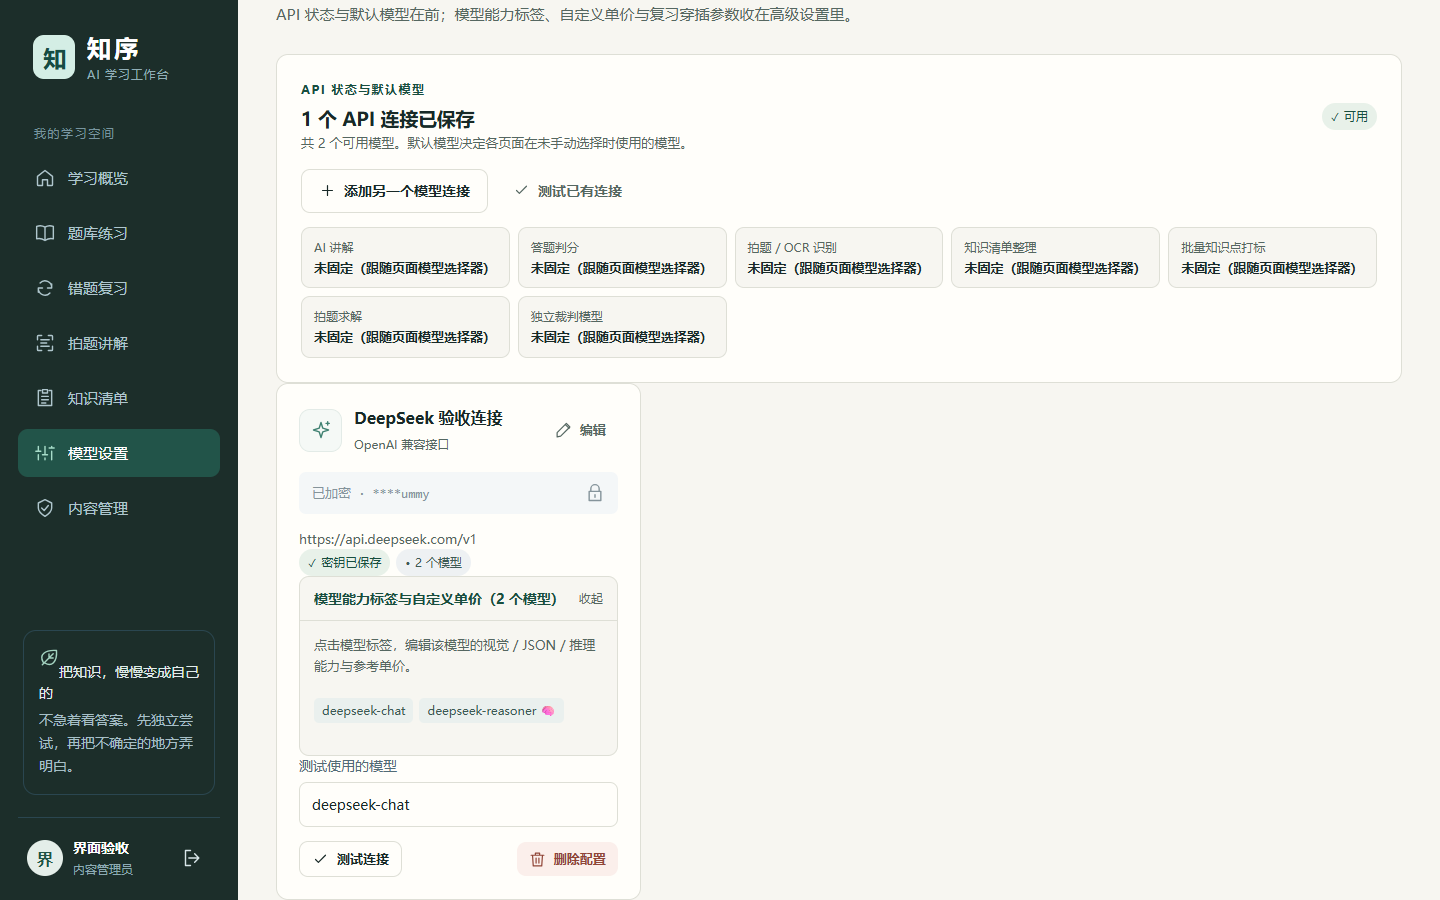 知
知序
AI 学习工作台
我的学习空间
学习概览
题库练习
错题复习
拍题讲解
知识清单
模型设置
内容管理
把知识，慢慢变成自己
的
不急着看答案。先独立尝
试，再把不确定的地方弄
明白。
界
界面验收
内容管理员
API 状态与默认模型在前；模型能力标签、自定义单价与复习穿插参数收在高级设置里。
API 状态与默认模型
1 个 API 连接已保存
✓ 可用
共 2 个可用模型。默认模型决定各页面在未手动选择时使用的模型。
添加另一个模型连接
测试已有连接
AI 讲解
未固定（跟随页面模型选择器）
答题判分
未固定（跟随页面模型选择器）
拍题 / OCR 识别
未固定（跟随页面模型选择器）
知识清单整理
未固定（跟随页面模型选择器）
批量知识点打标
未固定（跟随页面模型选择器）
拍题求解
未固定（跟随页面模型选择器）
独立裁判模型
未固定（跟随页面模型选择器）
DeepSeek 验收连接
OpenAI 兼容接口
编辑
已加密 · ****ummy
https://api.deepseek.com/v1
✓ 密钥已保存
• 2 个模型
模型能力标签与自定义单价（2 个模型）
收起
点击模型标签，编辑该模型的视觉 / JSON / 推理
能力与参考单价。
deepseek-chat
deepseek-reasoner 🧠
测试使用的模型
deepseek-chat
测试连接
删除配置